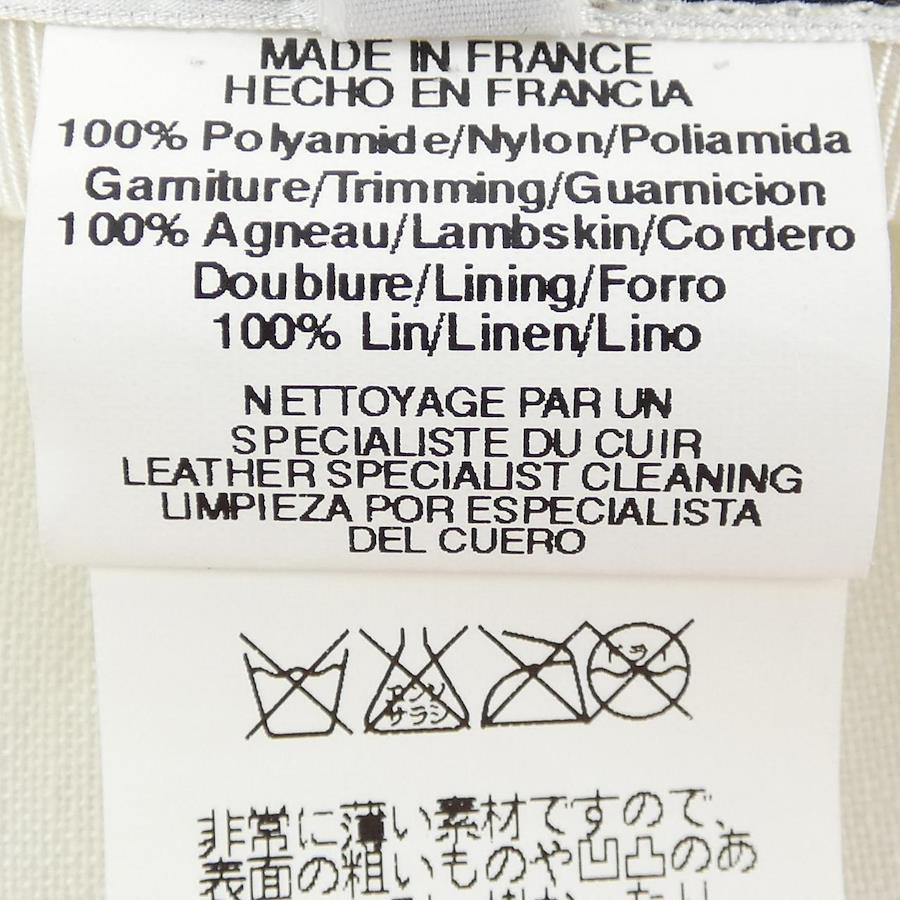 MADE IN FRANCE
HECHO EN FRANCIA
100% Polyamide/Nylon/Poliamida
Garniture/Trimming/Guarnicion
100% Agneau/Lambskin/Cordero
Doublure/Lining/Forro
100% Lin/Linen/Lino
NETTOYAGE PAR UN
SPECIALISTE DU CUIR
LEATHER SPECIALIST CLEANING
LIMPIEZA POR ESPECIALISTA
DEL CUERO
エンソ サラシ ドライ
非常に薄い素材ですので、
表面の粗いものや凹凸のあ